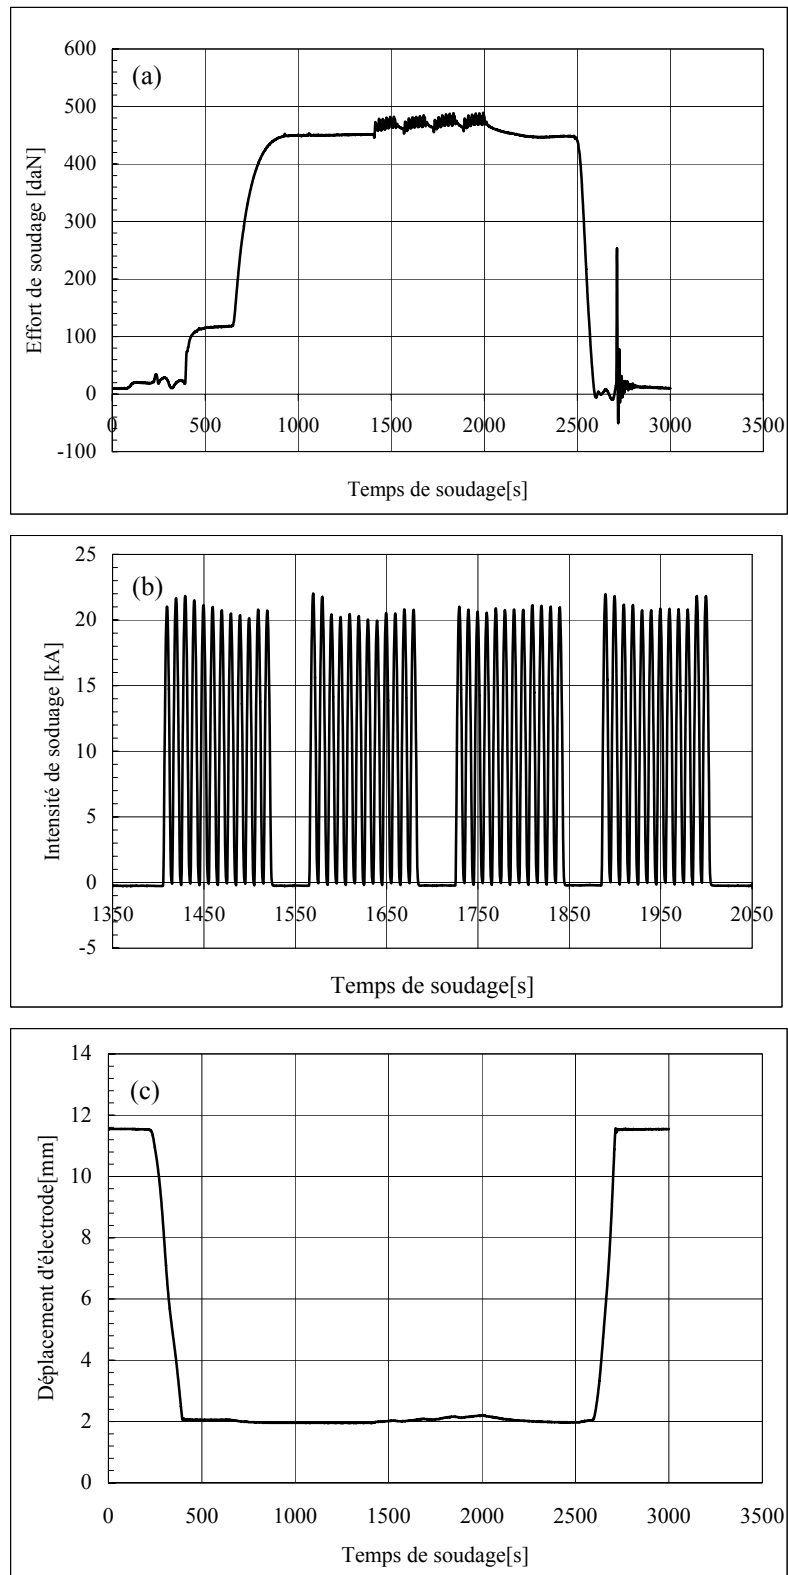 (a)
Effort de soudage [daN]
600
500
400
300
200
100
0
-100
0 500 1000 1500 2000 2500 3000 3500
Temps de soudage[s]
(b)
Intensité de soduage [kA]
25
20
15
10
5
0
-5
1350 1450 1550 1650 1750 1850 1950 2050
Temps de soudage[s]
(c)
Déplacement d'électrode[mm]
14
12
10
8
6
4
2
0
0 500 1000 1500 2000 2500 3000 3500
Temps de soudage[s]